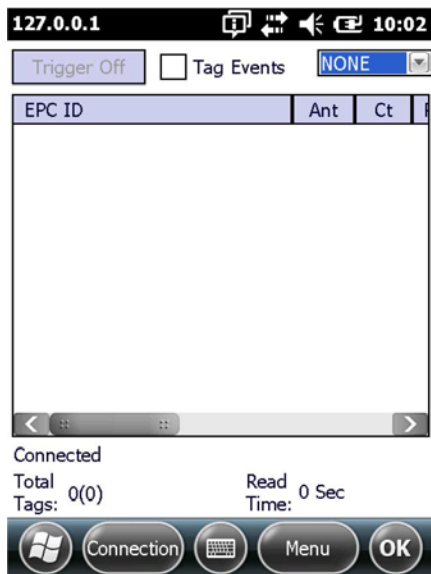 127.0.0.1 10:02
Trigger Off Tag Events NONE
EPC ID Ant Ct
Connected
Total Tags: 0(0) Read Time: 0 Sec
Connection Menu OK